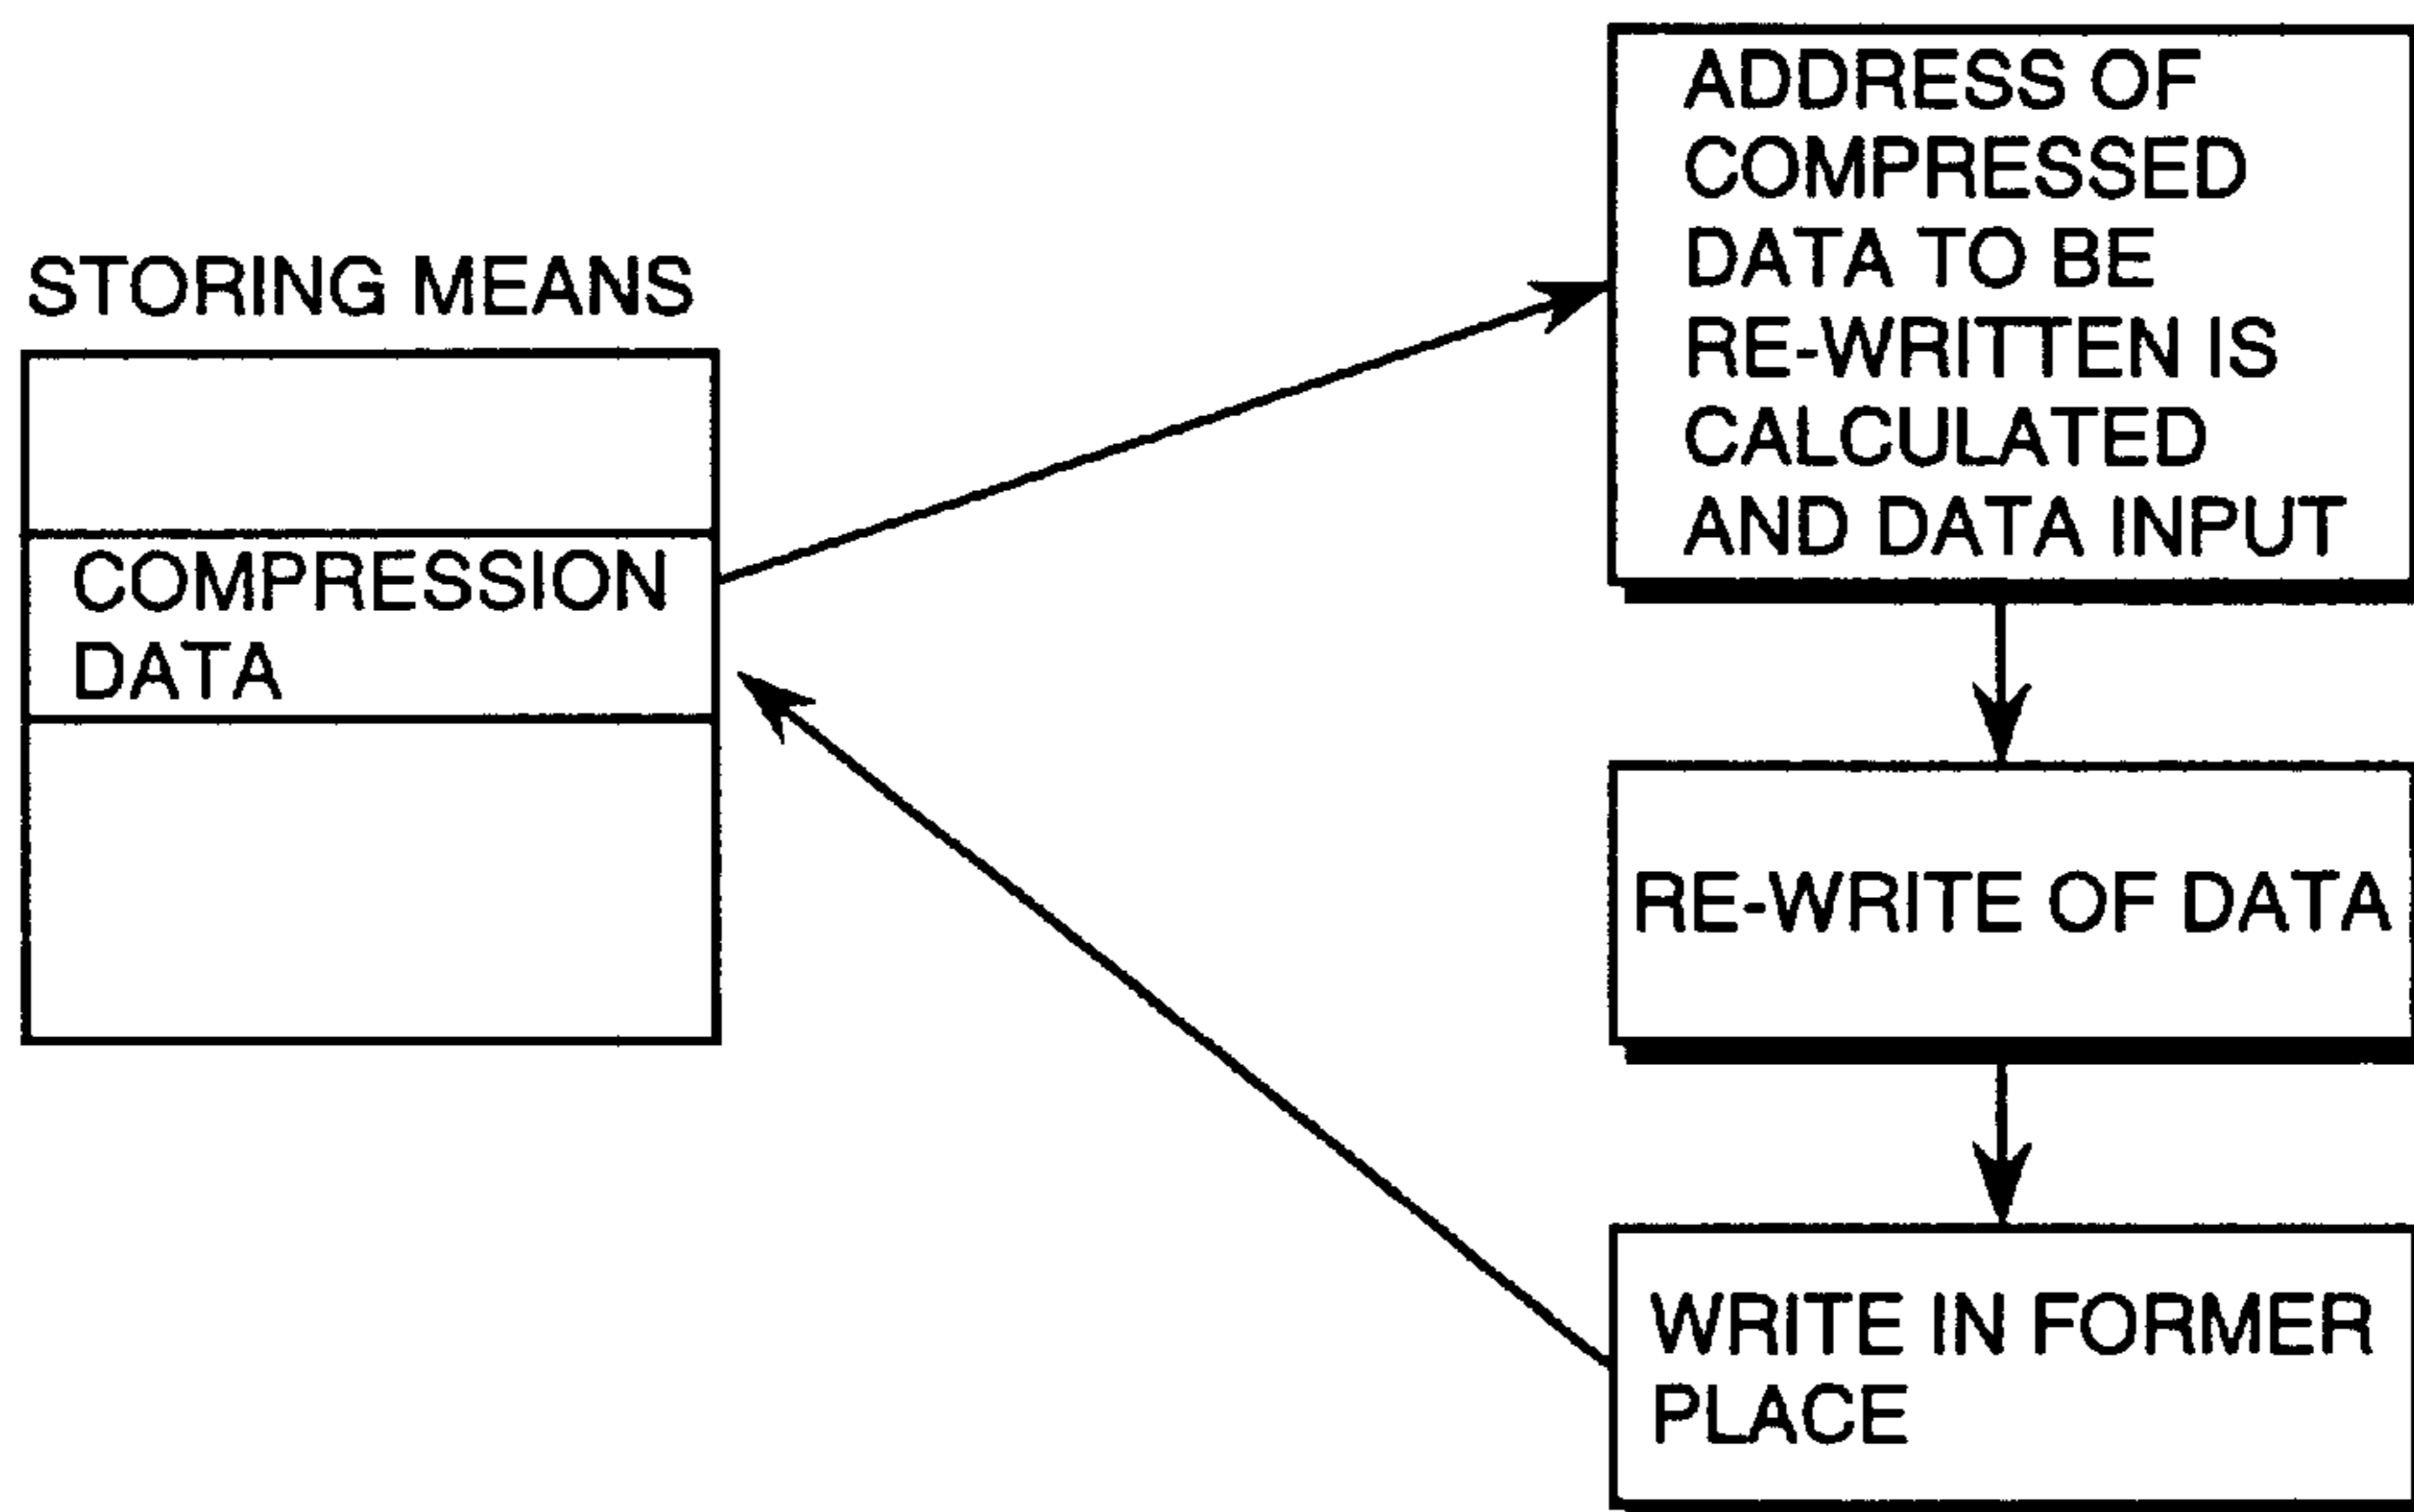 STORING MEANS
COMPRESSION
DATA
ADDRESS OF
COMPRESSED
DATA TO BE
RE-WRITTEN IS
CALCULATED
AND DATA INPUT
RE-WRITE OF DATA
WRITE IN FORMER
PLACE